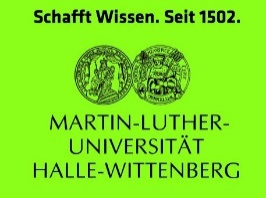 Schafft Wissen. Seit 1502.
MARTIN-LUTHER-
UNIVERSITÄT
HALLE-WITTENBERG